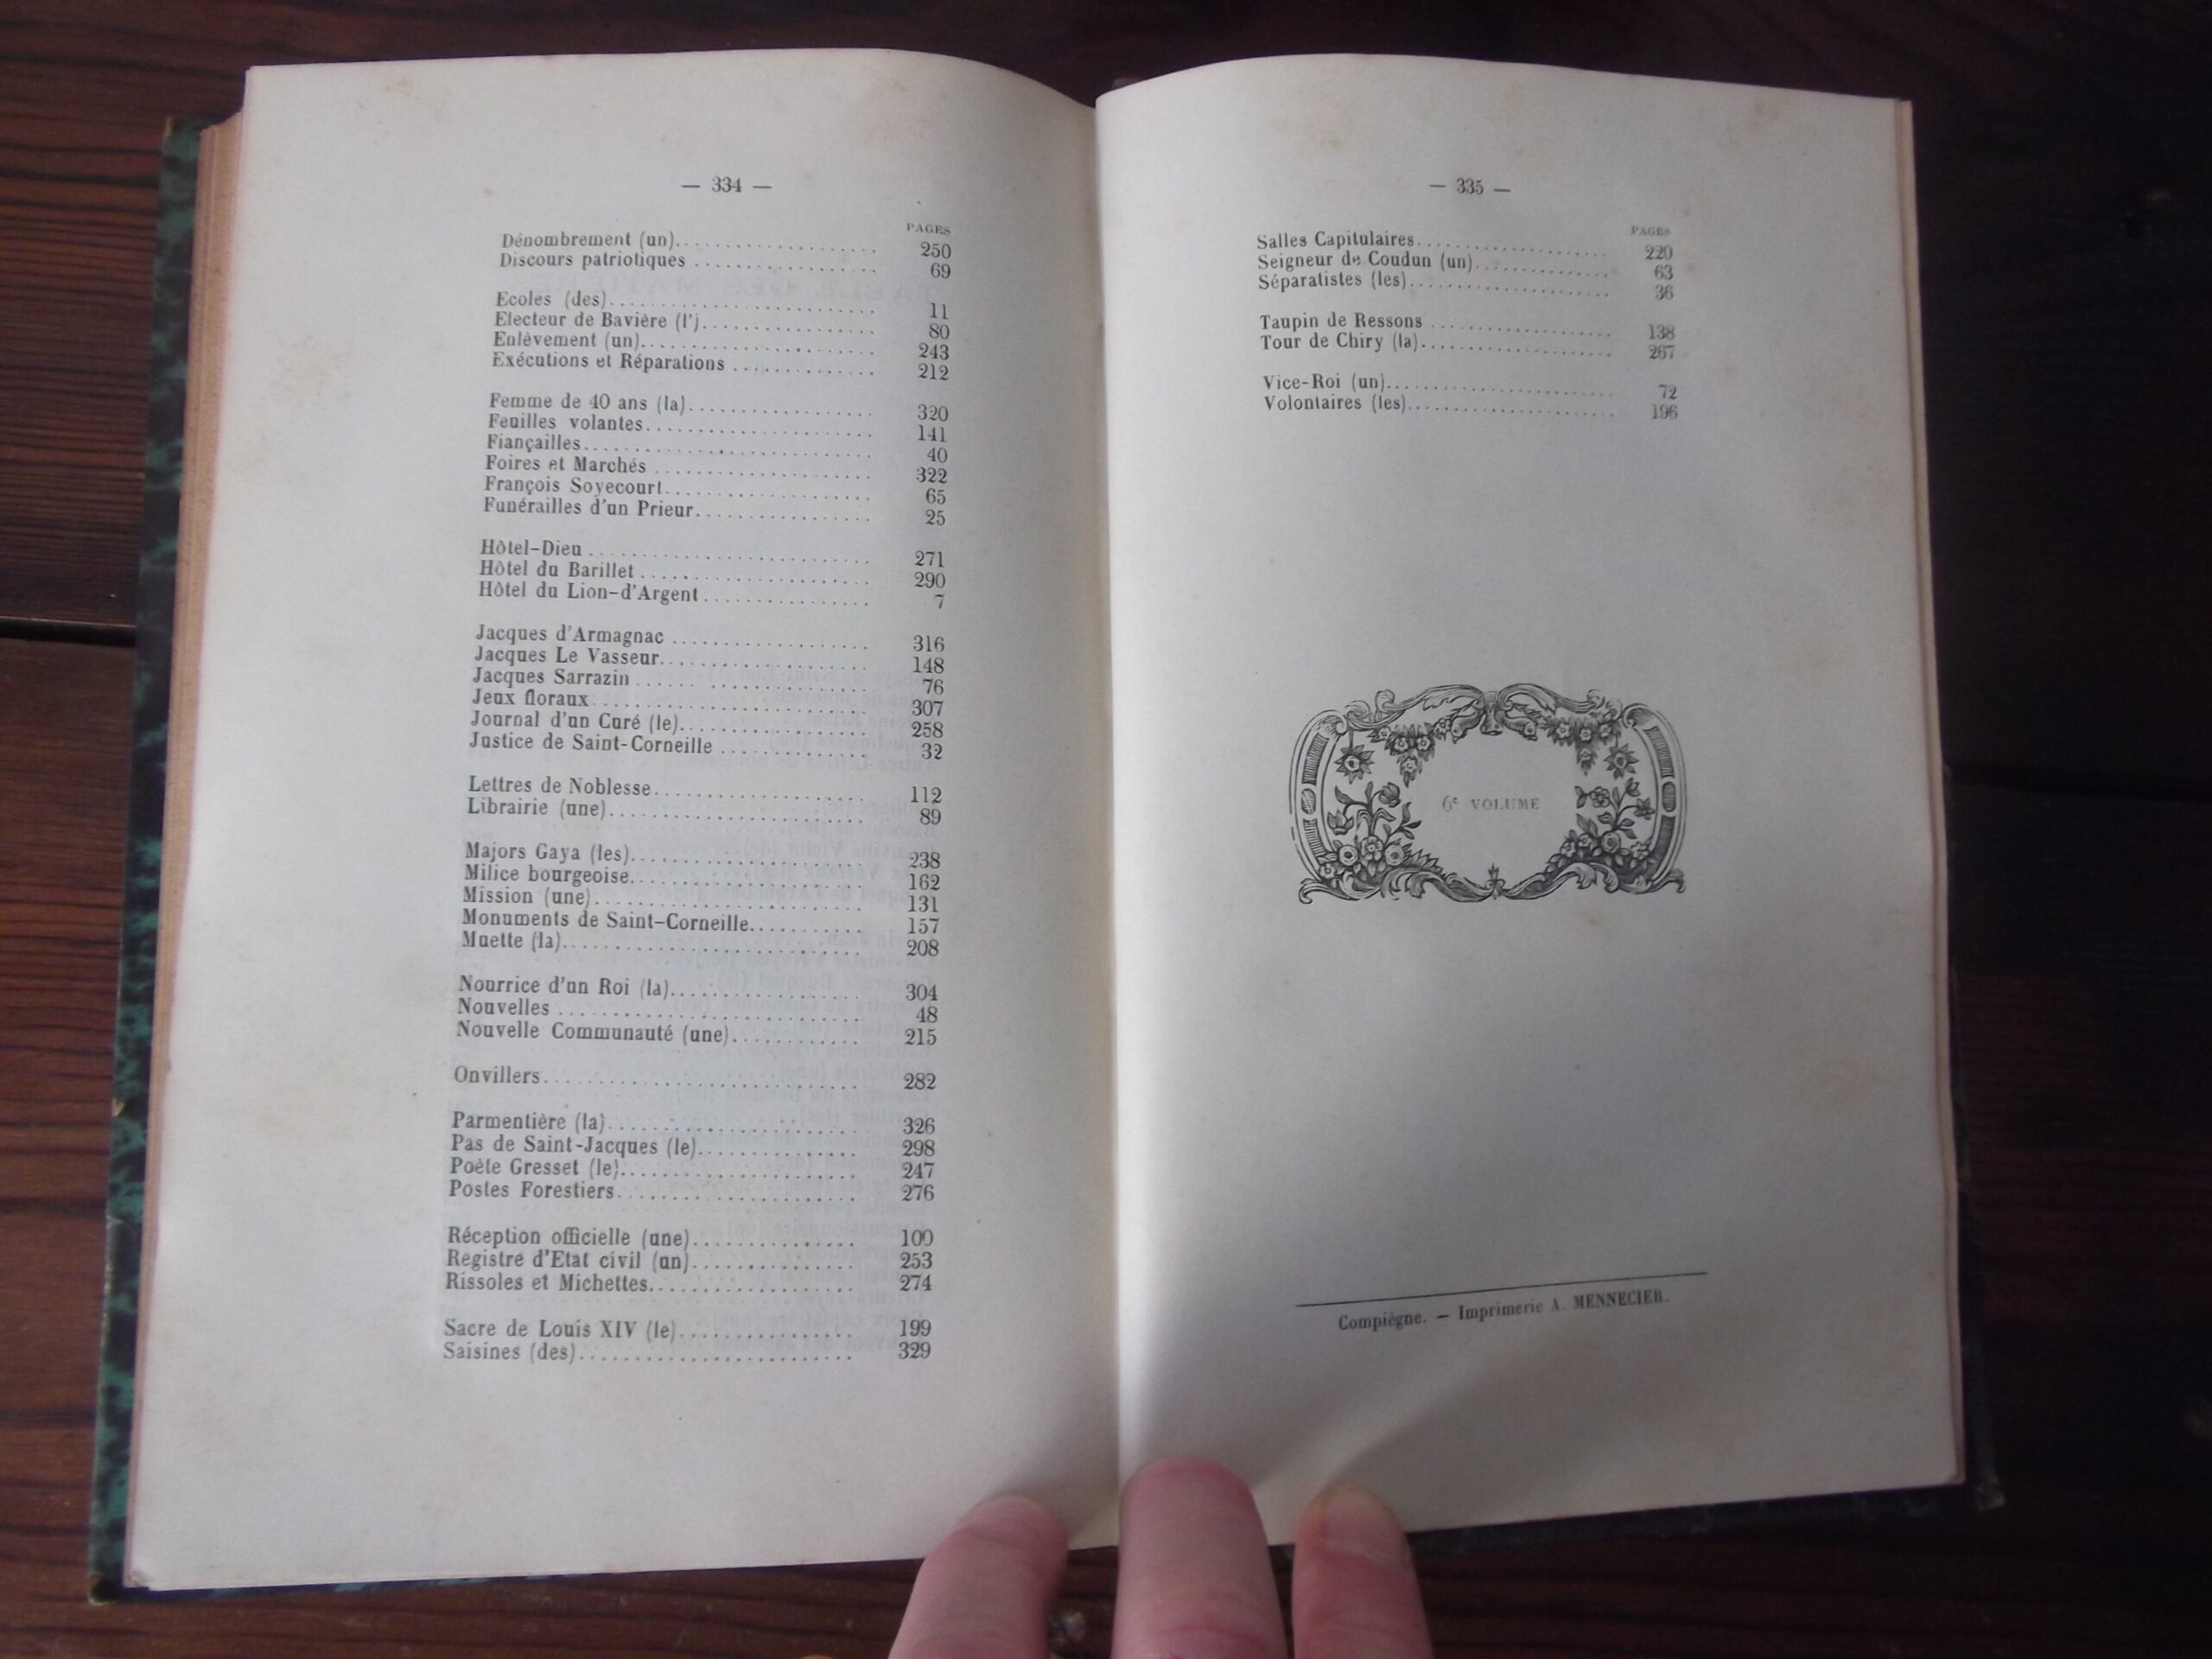 — 334 —
PAGES
Dénombrement (un)..................... 250
Discours patriotiques ................... 69
Ecoles (des)........................... 11
Electeur de Bavière (l').................. 80
Enlèvement (un)........................ 243
Exécutions et Réparations .............. 212
Femme de 40 ans (la)................... 320
Feuilles volantes....................... 141
Fiançailles............................ 40
Foires et Marchés ..................... 322
François Soyecourt..................... 65
Funérailles d'un Prieur................. 25
Hôtel-Dieu ........................... 271
Hôtel du Barillet ...................... 290
Hôtel du Lion-d'Argent ................ 7
Jacques d'Armagnac ................... 316
Jacques Le Vasseur.................... 148
Jacques Sarrazin ...... ............... 76
Jeux floraux.......................... 307
Journal d'un Curé (le).................. 258
Justice de Saint-Corneille .............. 32
Lettres de Noblesse.................... 112
Librairie (une)........................ 89
Majors Gaya (les)...................... 238
Milice bourgeoise...................... 162
Mission (une)......................... 131
Monuments de Saint-Corneille........... 157
Muette (la)........................... 208
Nourrice d'un Roi (la).................. 304
Nouvelles ............................ 48
Nouvelle Communauté (une)............ 215
Onvillers............................. 282
Parmentière (la)....................... 326
Pas de Saint-Jacques (le)............... 298
Poète Gresset (le)...................... 247
Postes Forestiers...................... 276
Réception officielle (une)............... 100
Registre d'Etat civil (un)................ 253
Rissoles et Michettes................... 274
Sacre de Louis XIV (le)................. 199
Saisines (des)......................... 329
— 335 —
PAGES
Salles Capitulaires..................... 220
Seigneur de Coudun (un)............... 63
Séparatistes (les)...................... 36
Taupin de Ressons .................... 138
Tour de Chiry (la)..................... 267
Vice-Roi (un)......................... 72
Volontaires (les)....................... 196
6e VOLUME
Compiègne. — Imprimerie A. MENNECIER.